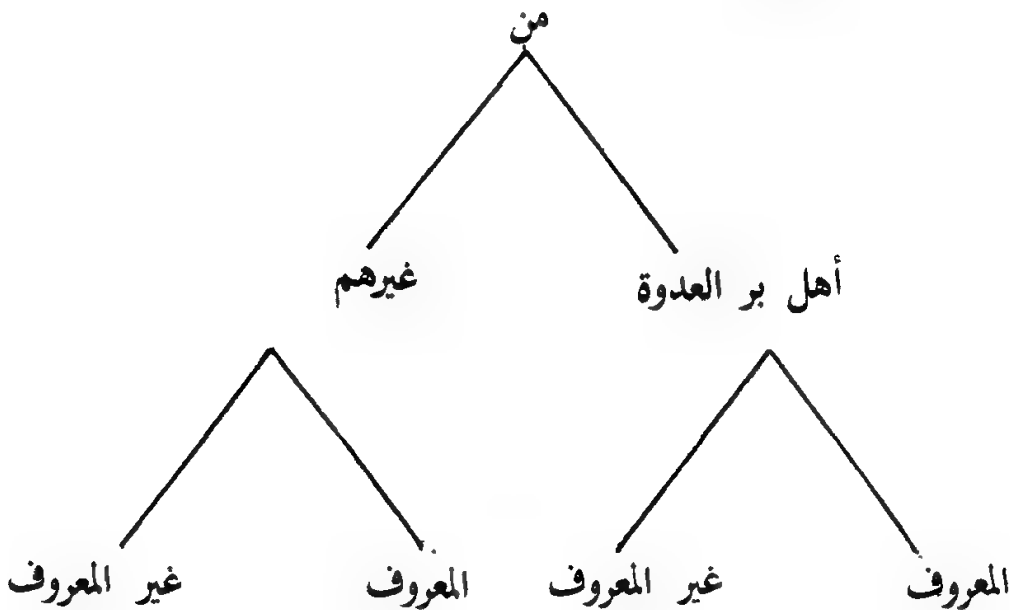 من
أهل بر العدوة غيرهم
المعروف غير المعروف المعروف غير المعروف